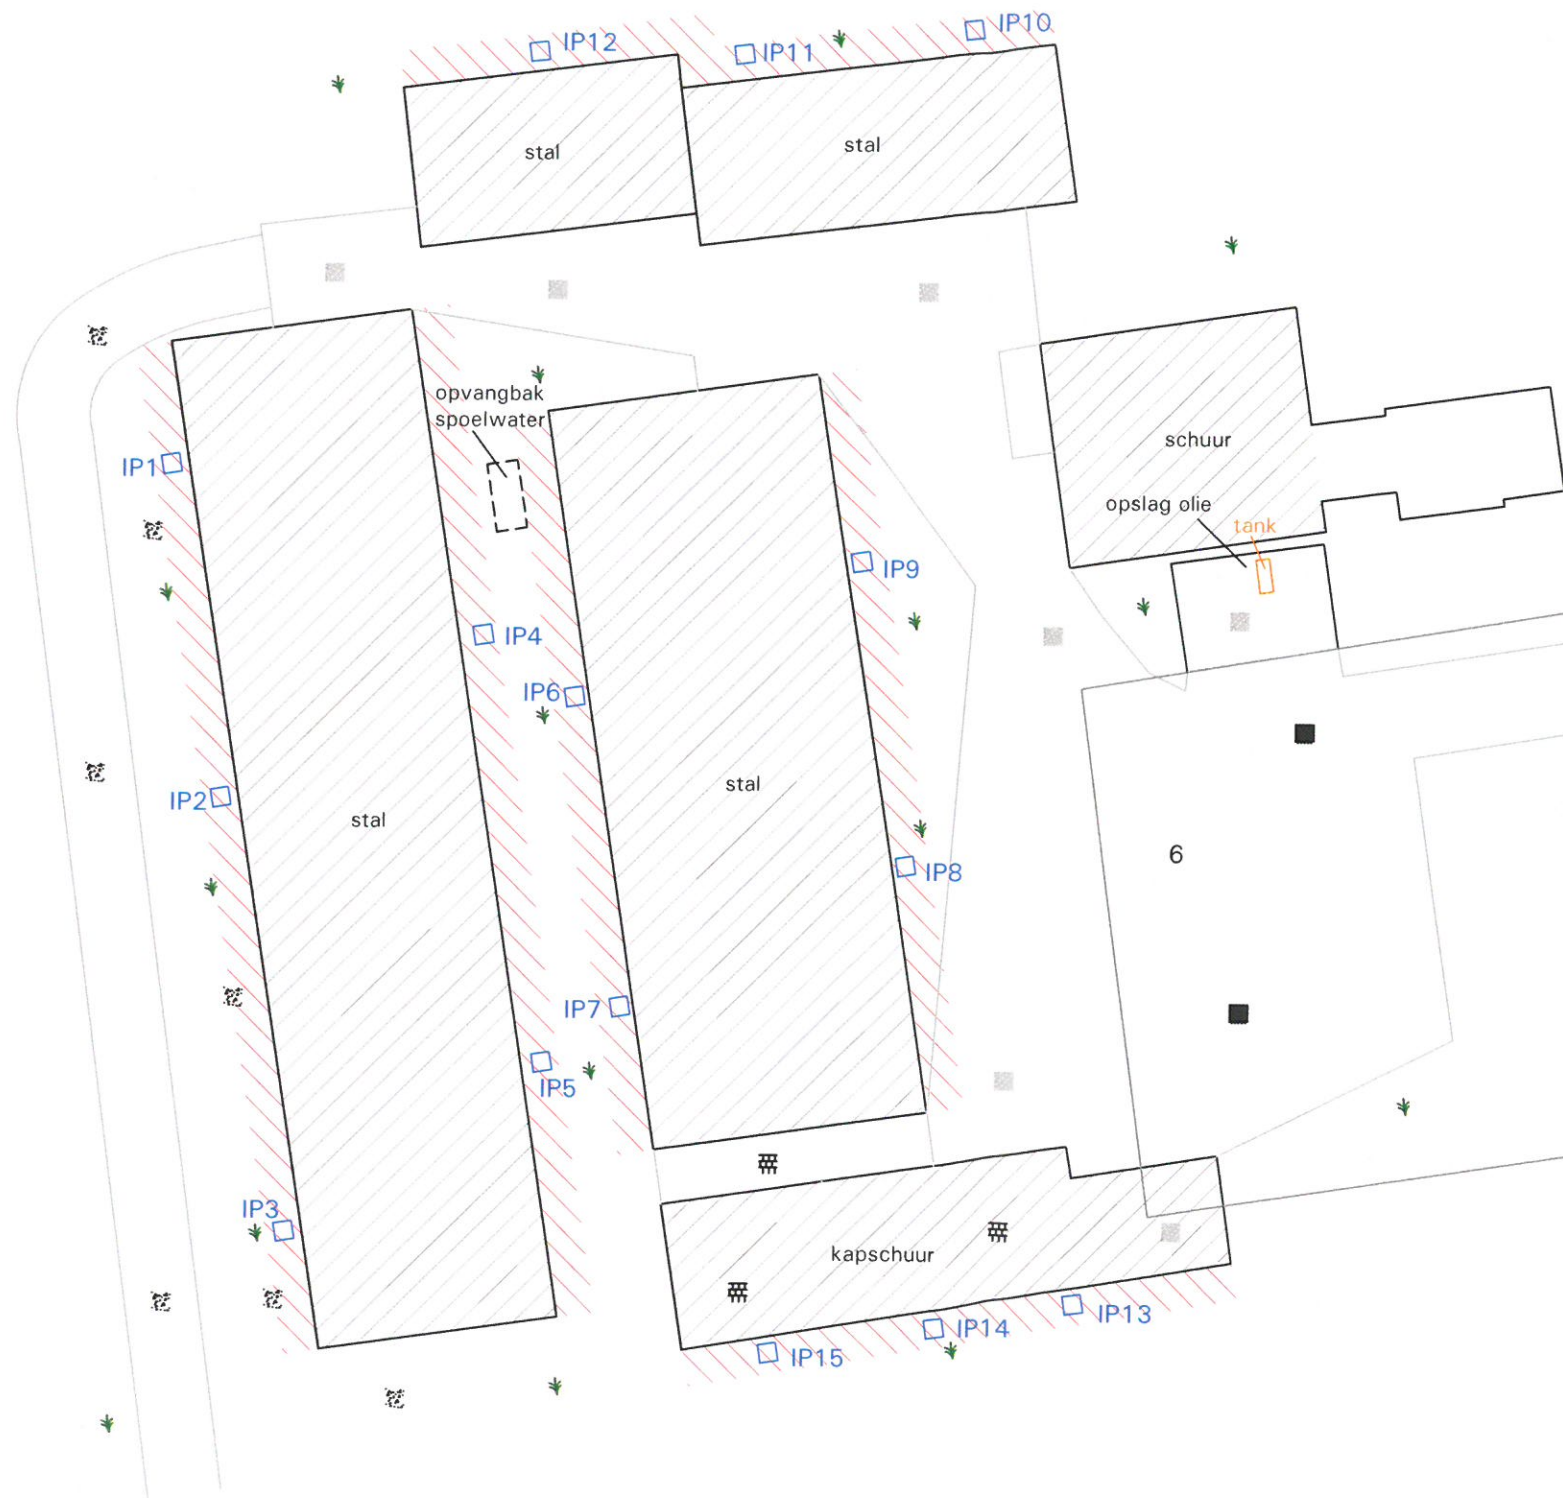 IP12
IP11
IP10
stal
stal
opvangbak
spoelwater
IP1
schuur
opslag olie
tank
IP9
IP4
IP6
IP2
stal
stal
IP8
6
IP7
IP5
IP3
kapschuur
IP13
IP14
IP15